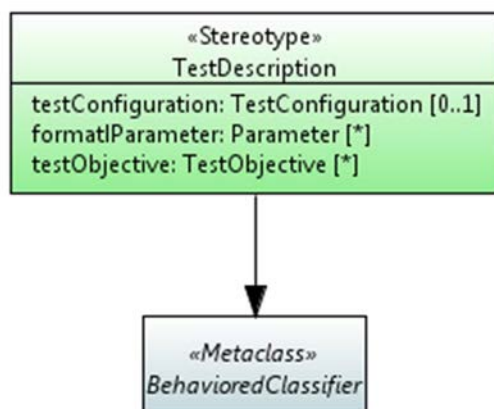 «Stereotype»
TestDescription
testConfiguration: TestConfiguration [0..1]
formatlParameter: Parameter [*]
testObjective: TestObjective [*]
«Metaclass»
BehavioredClassifier